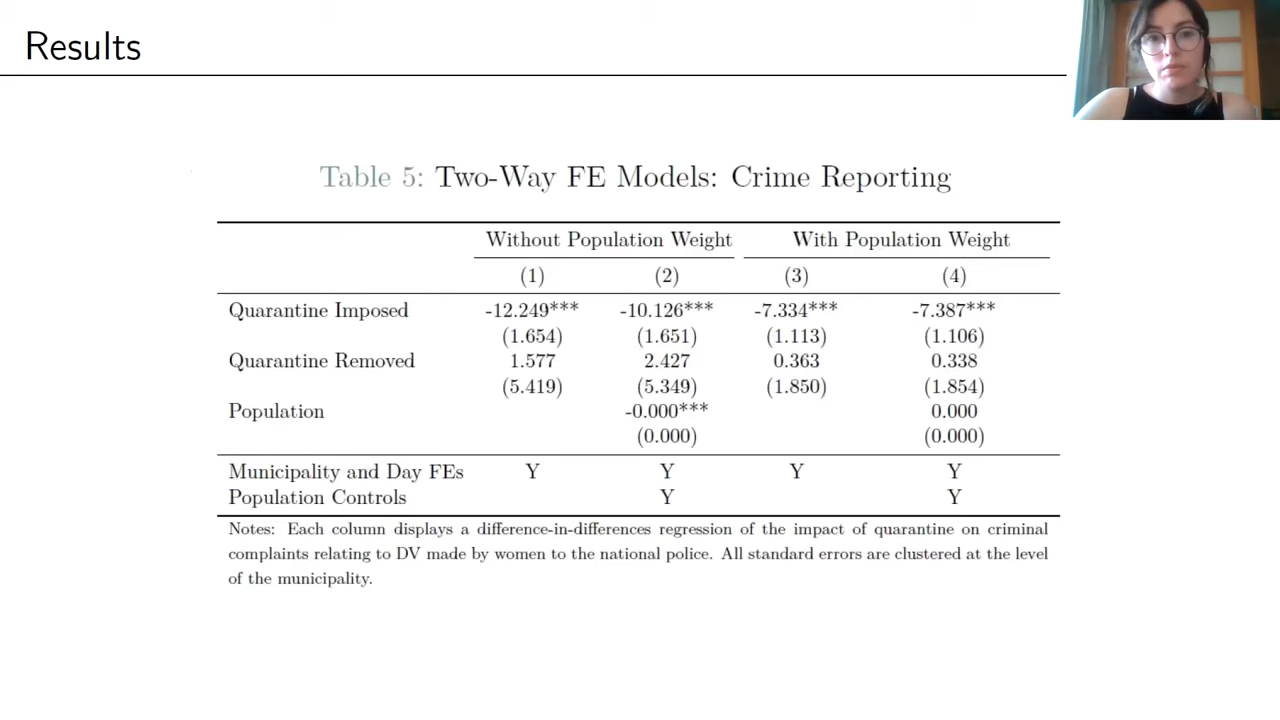 Results
Table 5: Two-Way FE Models: Crime Reporting
Without Population Weight With Population Weight
(1) (2) (3) (4)
Quarantine Imposed -12.249*** -10.126*** -7.334*** -7.387***
(1.654) (1.651) (1.113) (1.106)
Quarantine Removed 1.577 2.427 0.363 0.338
(5.419) (5.349) (1.850) (1.854)
Population -0.000*** 0.000
(0.000) (0.000)
Municipality and Day FEs Y Y Y Y
Population Controls Y Y
Notes: Each column displays a difference-in-differences regression of the impact of quarantine on criminal
complaints relating to DV made by women to the national police. All standard errors are clustered at the level
of the municipality.